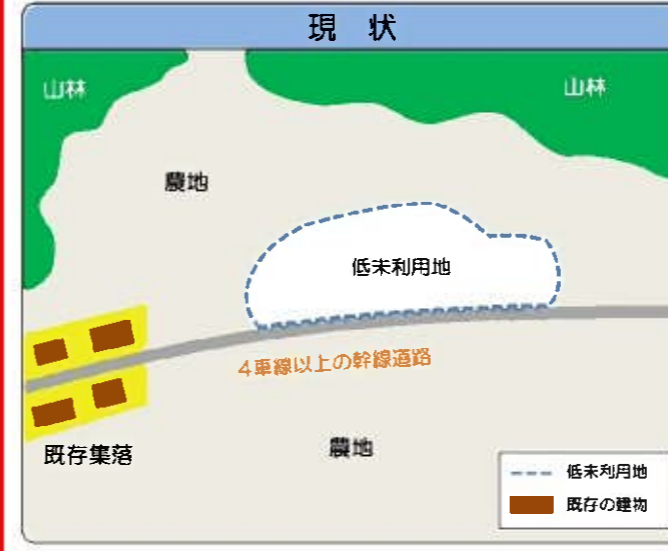 現 状
山林
山林
農地
低未利用地
4車線以上の幹線道路
既存集落
農地
低未利用地
既存の建物